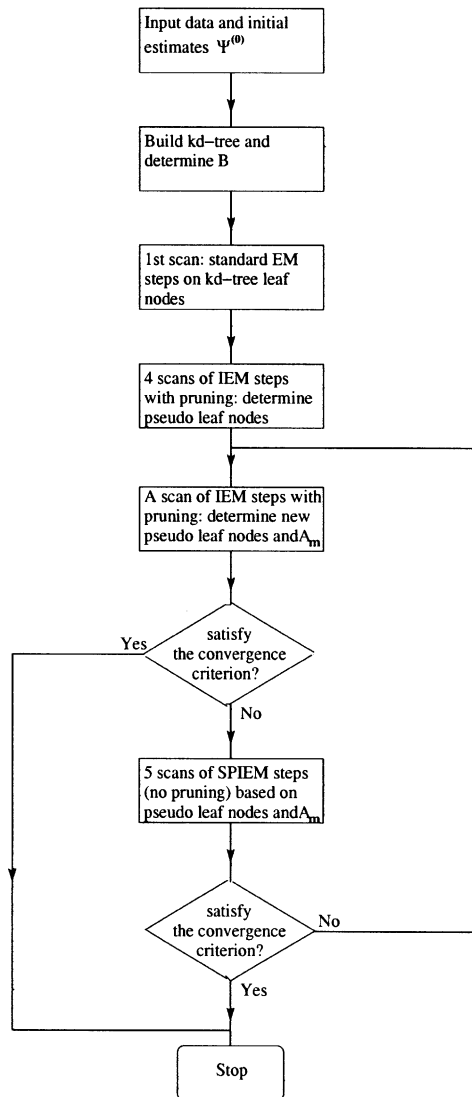 Input data and initial
estimates Ψ(0)
Build kd-tree and
determine B
1st scan: standard EM
steps on kd-tree leaf
nodes
4 scans of IEM steps
with pruning: determine
pseudo leaf nodes
A scan of IEM steps with
pruning: determine new
pseudo leaf nodes andAm
Yes
satisfy
the convergence
criterion?
No
5 scans of SPIEM steps
(no pruning) based on
pseudo leaf nodes andAm
satisfy
the convergence
criterion?
No
Yes
Stop